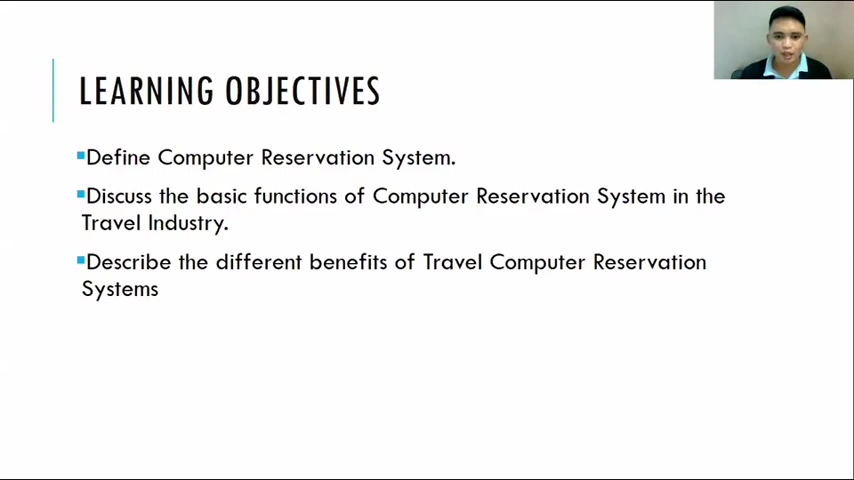 LEARNING OBJECTIVES
Define Computer Reservation System.
Discuss the basic functions of Computer Reservation System in the
Travel Industry.
Describe the different benefits of Travel Computer Reservation
Systems